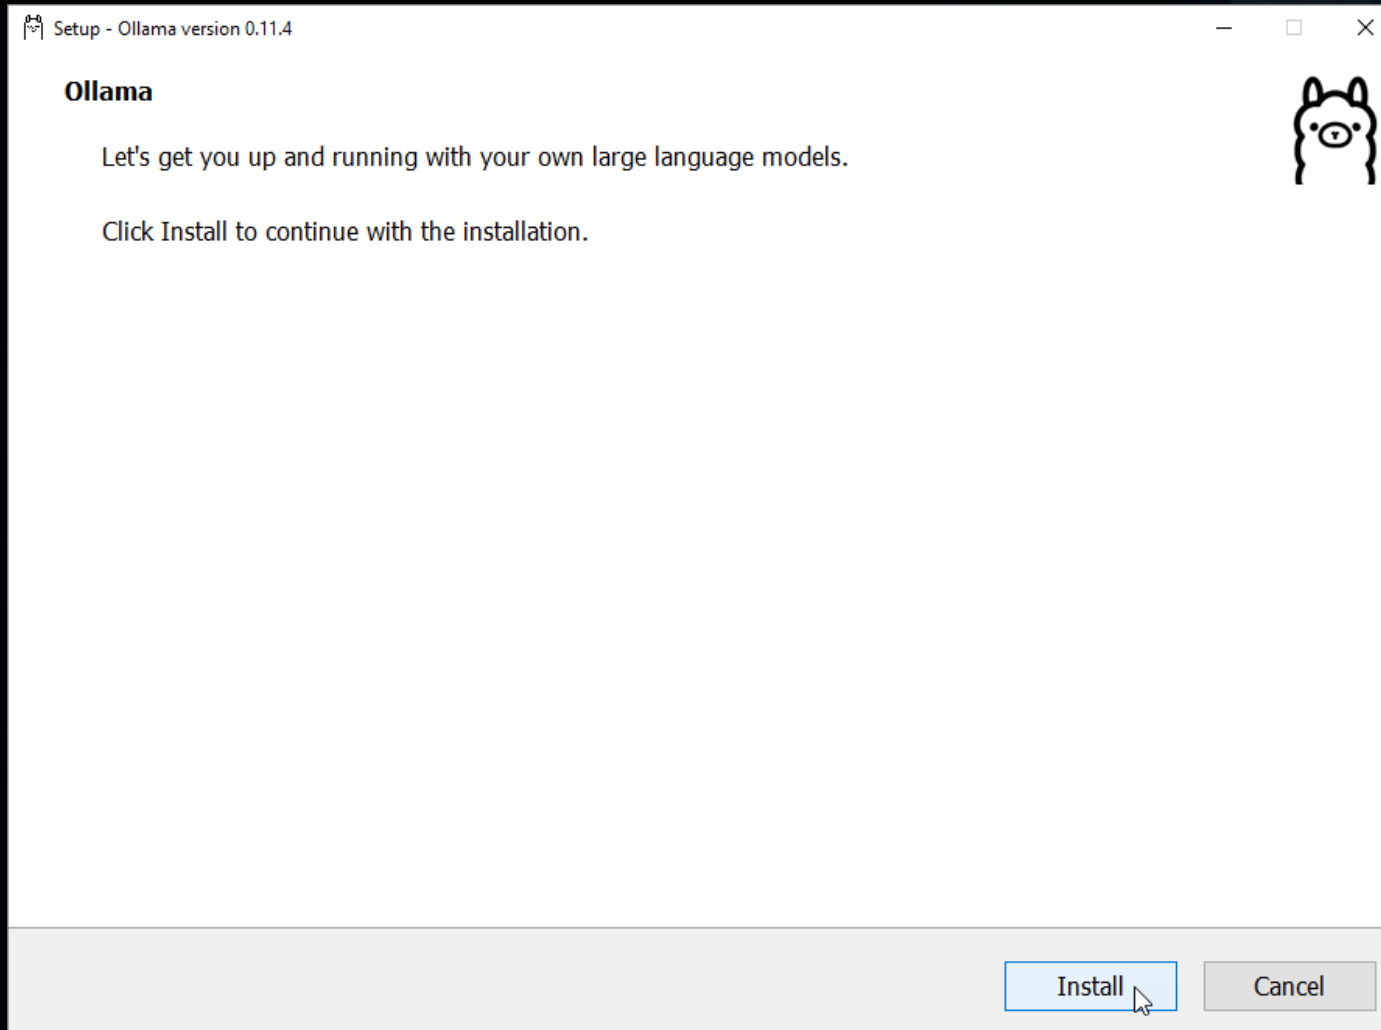 Setup - Ollama version 0.11.4
Ollama
Let's get you up and running with your own large language models.
Click Install to continue with the installation.
Install
Cancel